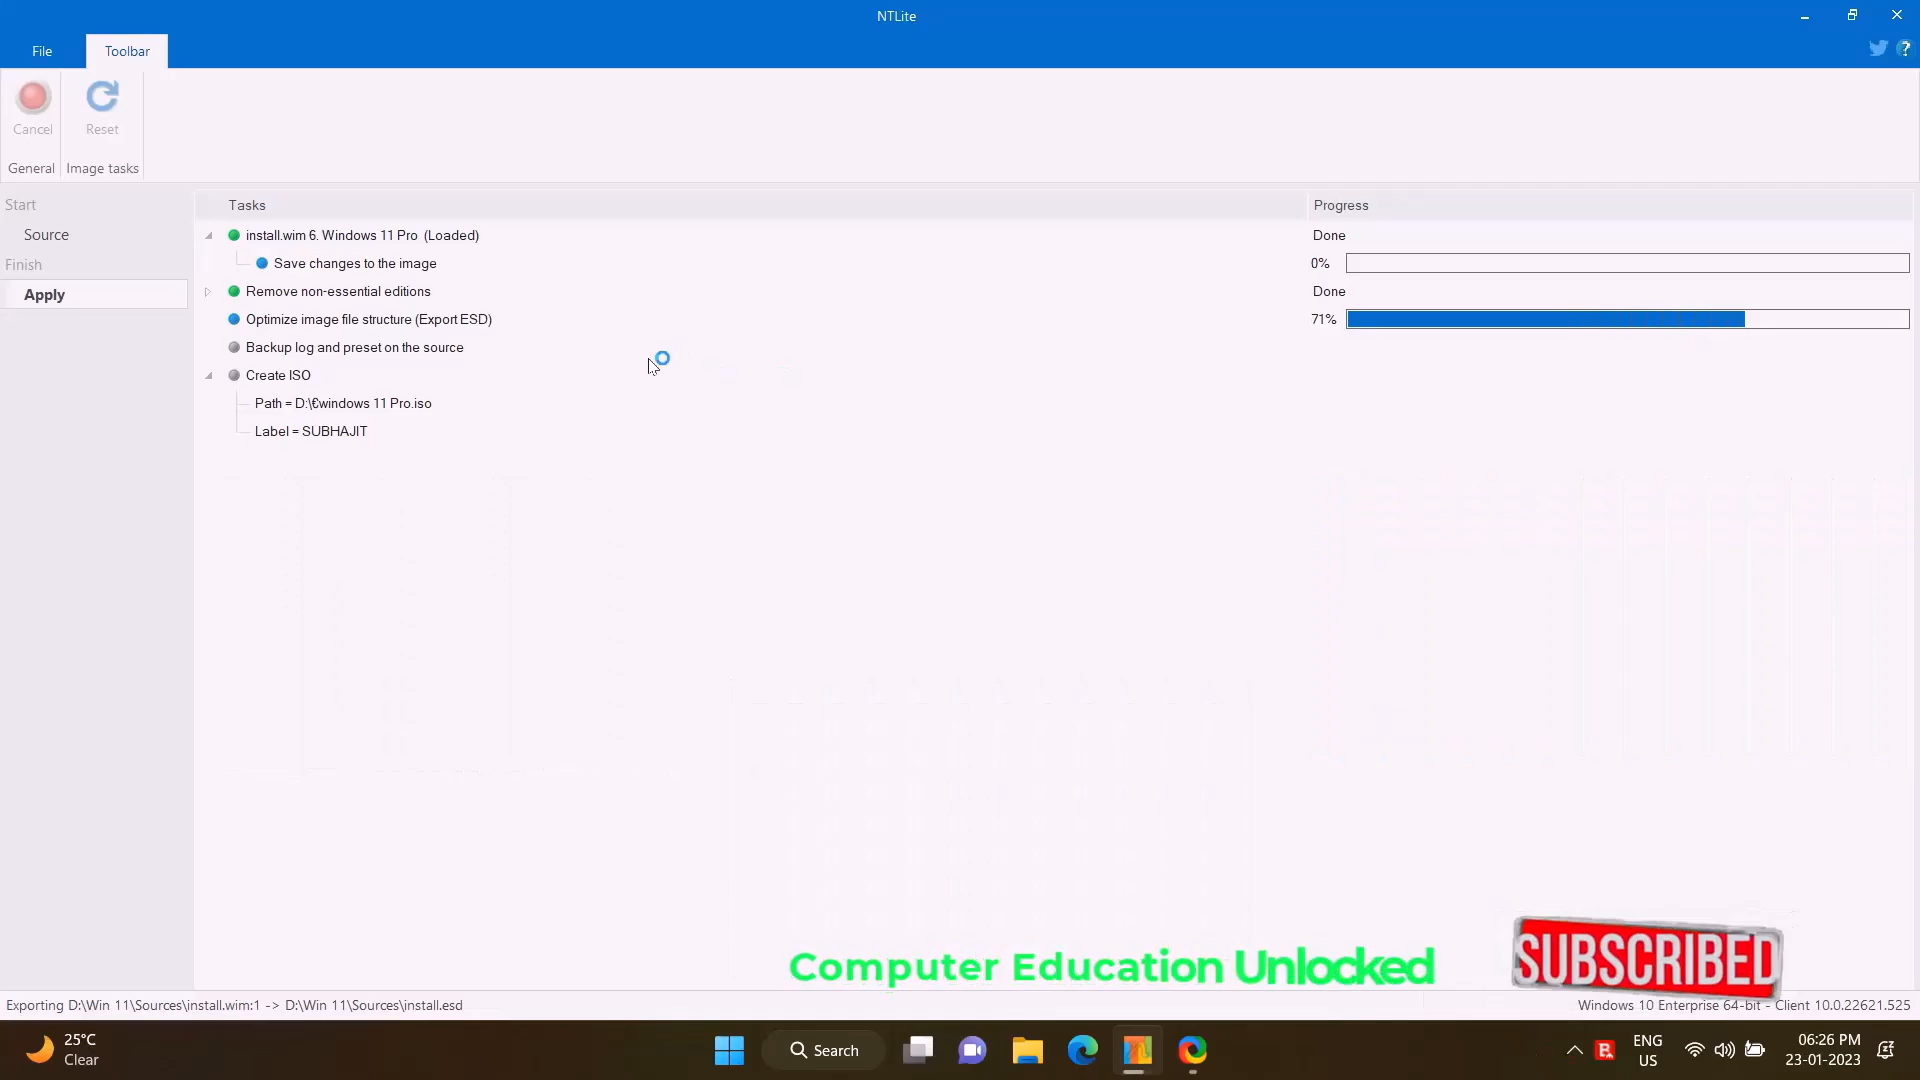 NTLite
File
Toolbar
Cancel
Reset
General
Image tasks
Start
Source
Finish
Apply
Tasks
Progress
install.wim 6. Windows 11 Pro (Loaded)
Done
Save changes to the image
0%
Remove non-essential editions
Done
Optimize image file structure (Export ESD)
71%
Backup log and preset on the source
Create ISO
Path = D:\€windows 11 Pro.iso
Label = SUBHAJIT
Computer Education Unlocked
SUBSCRIBED
Exporting D:\Win 11\Sources\install.wim:1 -> D:\Win 11\Sources\install.esd
Windows 10 Enterprise 64-bit - Client 10.0.22621.525
25°C
Clear
Search
ENG
US
06:26 PM
23-01-2023